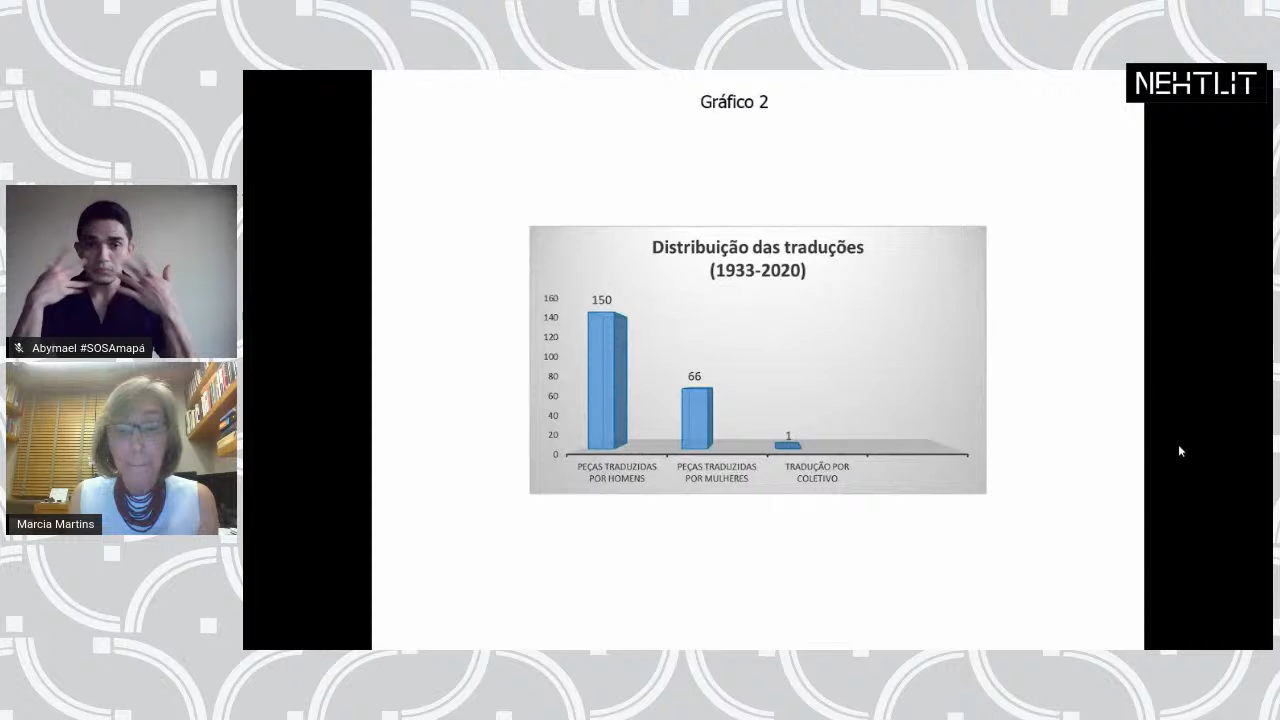 NEHTLIT
Gráfico 2
Distribuição das traduções
(1933-2020)
160
140
120
100
80
60
40
20
0
150
66
1
PEÇAS TRADUZIDAS
POR HOMENS
PEÇAS TRADUZIDAS
POR MULHERES
TRADUÇÃO POR
COLETIVO
Abymael #SOSAmapá
Marcia Martins